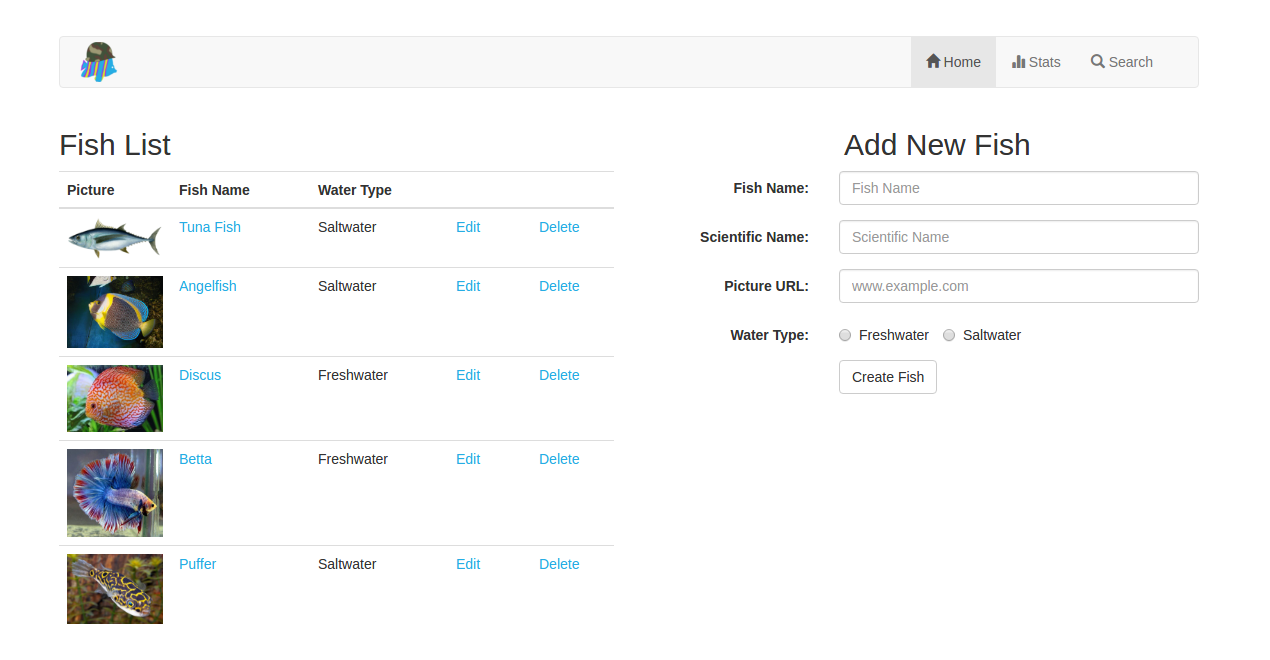 Home Stats Search
Fish List
Picture Fish Name Water Type
Tuna Fish Saltwater Edit Delete
Angelfish Saltwater Edit Delete
Discus Freshwater Edit Delete
Betta Freshwater Edit Delete
Puffer Saltwater Edit Delete
Add New Fish
Fish Name: Fish Name
Scientific Name: Scientific Name
Picture URL: www.example.com
Water Type: Freshwater Saltwater
Create Fish